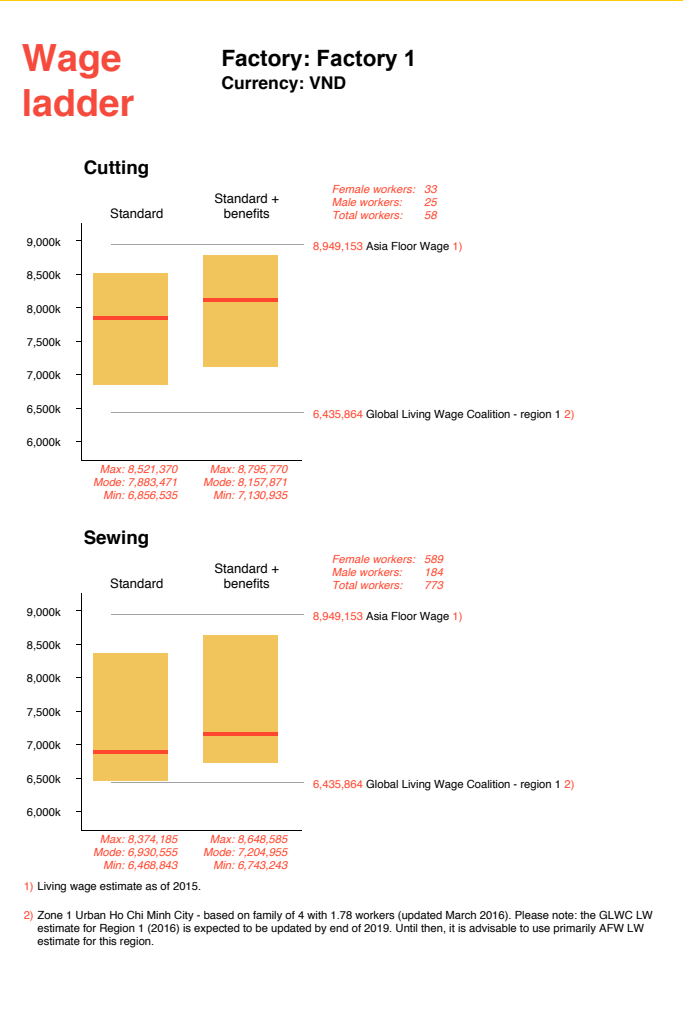 Wage
ladder
Factory: Factory 1
Currency: VND
Cutting
Standard
Standard +
benefits
Female workers: 33
Male workers: 25
Total workers: 58
9,000k
8,500k
8,000k
7,500k
7,000k
6,500k
6,000k
8,949,153 Asia Floor Wage 1)
6,435,864 Global Living Wage Coalition - region 1 2)
Max: 8,521,370
Mode: 7,883,471
Min: 6,856,535
Max: 8,795,770
Mode: 8,157,871
Min: 7,130,935
Sewing
Standard
Standard +
benefits
Female workers: 589
Male workers: 184
Total workers: 773
9,000k
8,500k
8,000k
7,500k
7,000k
6,500k
6,000k
8,949,153 Asia Floor Wage 1)
6,435,864 Global Living Wage Coalition - region 1 2)
Max: 8,374,185
Mode: 6,930,555
Min: 6,468,843
Max: 8,648,585
Mode: 7,204,955
Min: 6,743,243
1) Living wage estimate as of 2015.
2) Zone 1 Urban Ho Chi Minh City - based on family of 4 with 1.78 workers (updated March 2016). Please note: the GLWC LW
estimate for Region 1 (2016) is expected to be updated by end of 2019. Until then, it is advisable to use primarily AFW LW
estimate for this region.